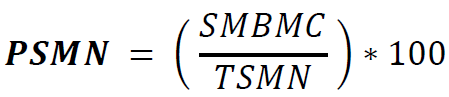 PSMN = (SMBMC / TSMN) * 100